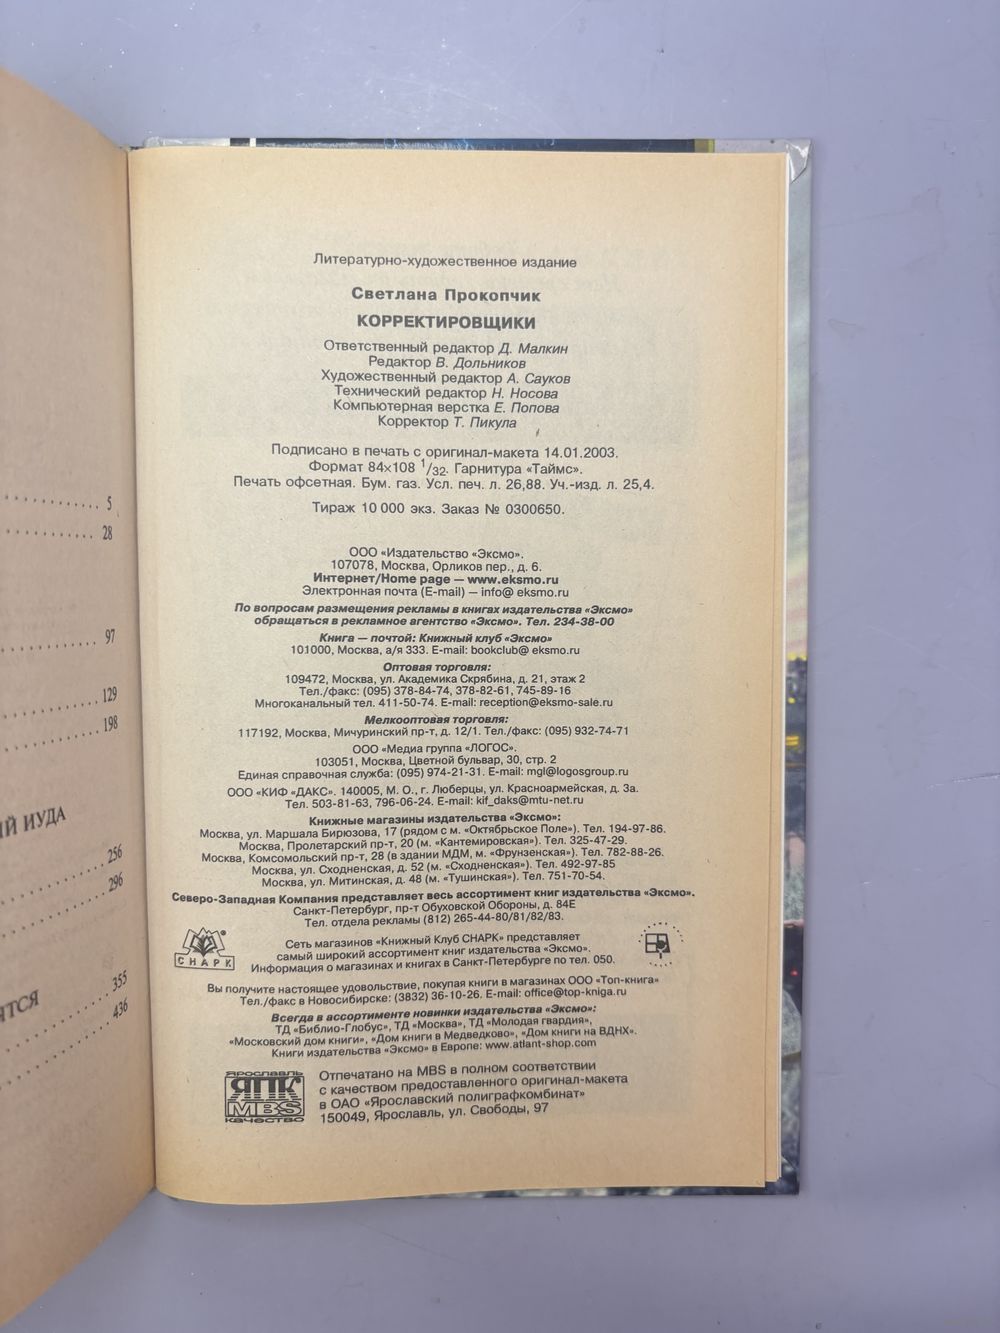 5
28
97
129
198
ИЙ ИУДА
256
296
ЯТСЯ
355
436
Литературно-художественное издание
Светлана Прокопчик
КОРРЕКТИРОВЩИКИ
Ответственный редактор Д. Малкин
Редактор В. Дольников
Художественный редактор А. Сауков
Технический редактор Н. Носова
Компьютерная верстка Е. Попова
Корректор Т. Пикула
Подписано в печать с оригинал-макета 14.01.2003.
Формат 84×108 1/32. Гарнитура «Таймс».
Печать офсетная. Бум. газ. Усл. печ. л. 26,88. Уч.-изд. л. 25,4.
Тираж 10 000 экз. Заказ № 0300650.
ООО «Издательство «Эксмо».
107078, Москва, Орликов пер., д. 6.
Интернет/Home page — www.eksmo.ru
Электронная почта (E-mail) — info@ eksmo.ru
По вопросам размещения рекламы в книгах издательства «Эксмо»
обращаться в рекламное агентство «Эксмо». Тел. 234-38-00
Книга — почтой: Книжный клуб «Эксмо»
101000, Москва, а/я 333. E-mail: bookclub@ eksmo.ru
Оптовая торговля:
109472, Москва, ул. Академика Скрябина, д. 21, этаж 2
Тел./факс: (095) 378-84-74, 378-82-61, 745-89-16
Многоканальный тел. 411-50-74. E-mail: reception@eksmo-sale.ru
Мелкооптовая торговля:
117192, Москва, Мичуринский пр-т, д. 12/1. Тел./факс: (095) 932-74-71
ООО «Медиа группа «ЛОГОС».
103051, Москва, Цветной бульвар, 30, стр. 2
Единая справочная служба: (095) 974-21-31. E-mail: mgl@logosgroup.ru
ООО «КИФ «ДАКС». 140005, М. О., г. Люберцы, ул. Красноармейская, д. 3а.
Тел. 503-81-63, 796-06-24. E-mail: kif_daks@mtu-net.ru
Книжные магазины издательства «Эксмо»:
Москва, ул. Маршала Бирюзова, 17 (рядом с м. «Октябрьское Поле»). Тел. 194-97-86.
Москва, Пролетарский пр-т, 20 (м. «Кантемировская»). Тел. 325-47-29.
Москва, Комсомольский пр-т, 28 (в здании МДМ, м. «Фрунзенская»). Тел. 782-88-26.
Москва, ул. Сходненская, д. 52 (м. «Сходненская»). Тел. 492-97-85
Москва, ул. Митинская, д. 48 (м. «Тушинская»). Тел. 751-70-54.
Северо-Западная Компания представляет весь ассортимент книг издательства «Эксмо».
Санкт-Петербург, пр-т Обуховской Обороны, д. 84Е
Тел. отдела рекламы (812) 265-44-80/81/82/83.
СНАРК
Сеть магазинов «Книжный Клуб СНАРК» представляет
самый широкий ассортимент книг издательства «Эксмо».
Информация о магазинах и книгах в Санкт-Петербурге по тел. 050.
Вы получите настоящее удовольствие, покупая книги в магазинах ООО «Топ-книга»
Тел./факс в Новосибирске: (3832) 36-10-26. E-mail: office@top-kniga.ru
Всегда в ассортименте новинки издательства «Эксмо»:
ТД «Библио-Глобус», ТД «Москва», ТД «Молодая гвардия»,
«Московский дом книги», «Дом книги в Медведково», «Дом книги на ВДНХ».
Книги издательства «Эксмо» в Европе: www.atlant-shop.com
ЯРОСЛАВЛЬ
ЯПК
MBS
КАЧЕСТВО
Отпечатано на MBS в полном соответствии
с качеством предоставленного оригинал-макета
в ОАО «Ярославский полиграфкомбинат»
150049, Ярославль, ул. Свободы, 97